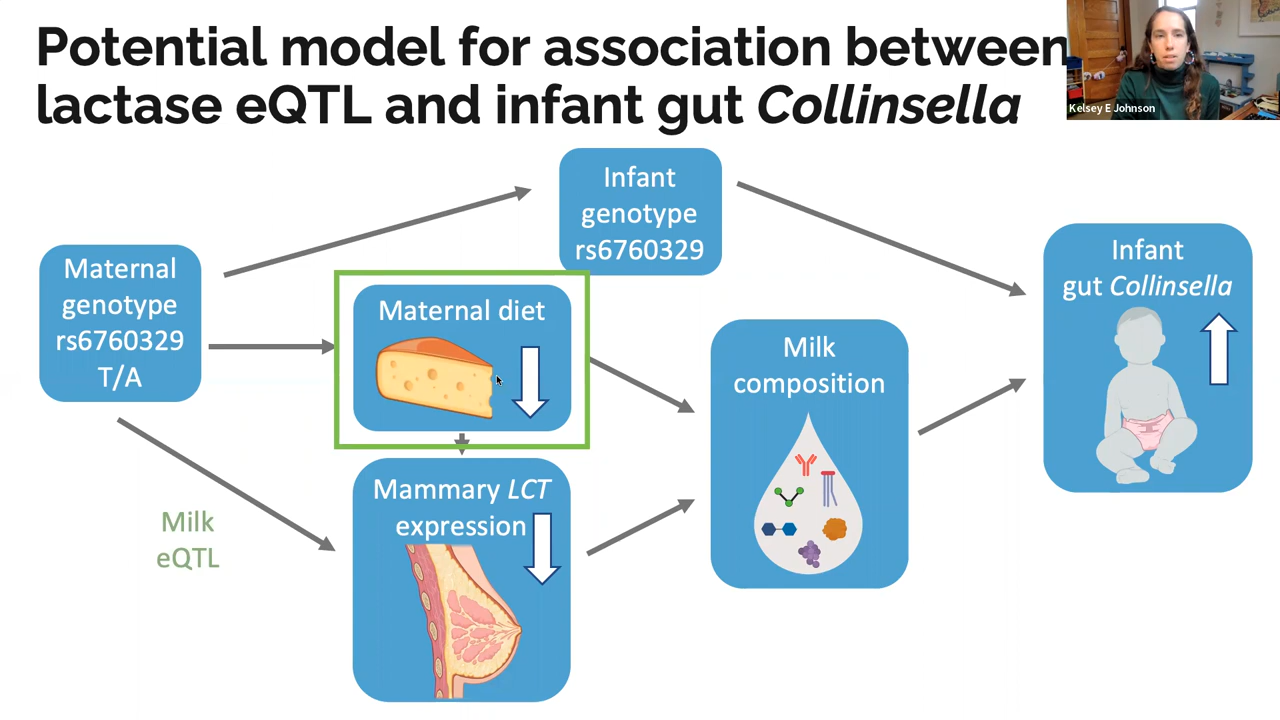 Potential model for association between
lactase eQTL and infant gut Collinsella
Kelsey E Johnson
Infant
genotype
rs6760329
Maternal
genotype
rs6760329
T/A
Maternal diet
Milk
composition
Infant
gut Collinsella
Mammary LCT
expression
Milk
eQTL